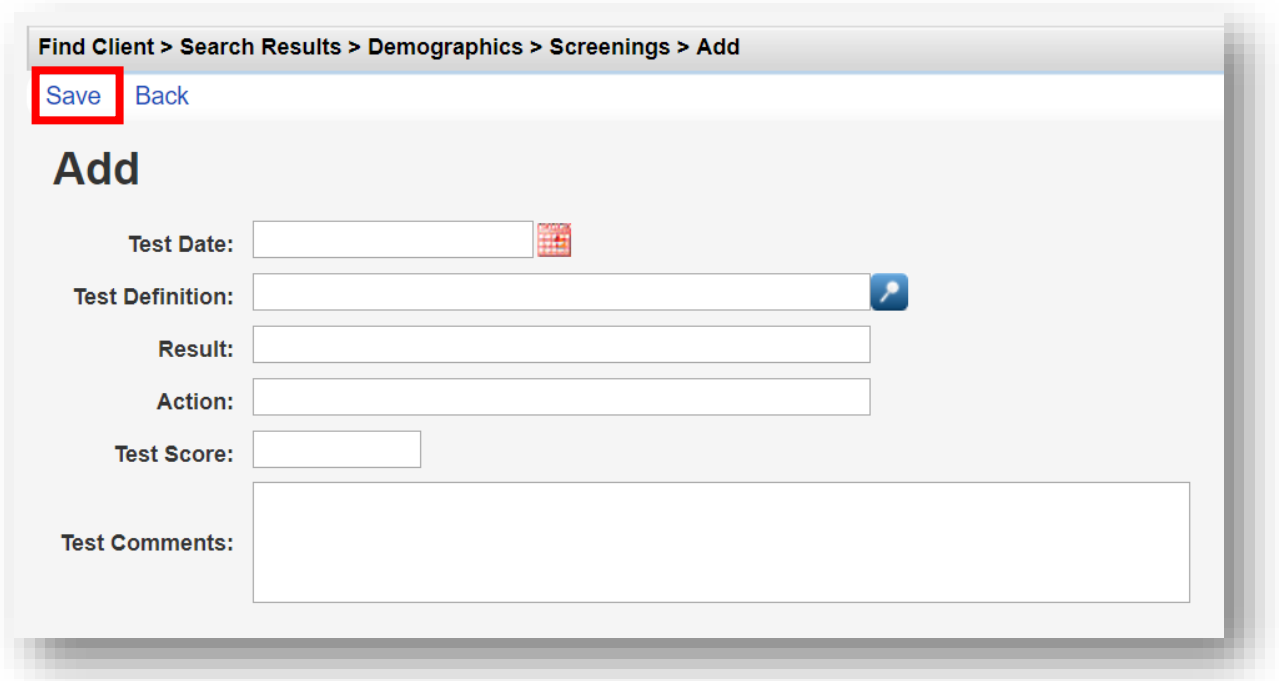 Find Client > Search Results > Demographics > Screenings > Add
Save Back
Add
Test Date:
Test Definition:
Result:
Action:
Test Score:
Test Comments: